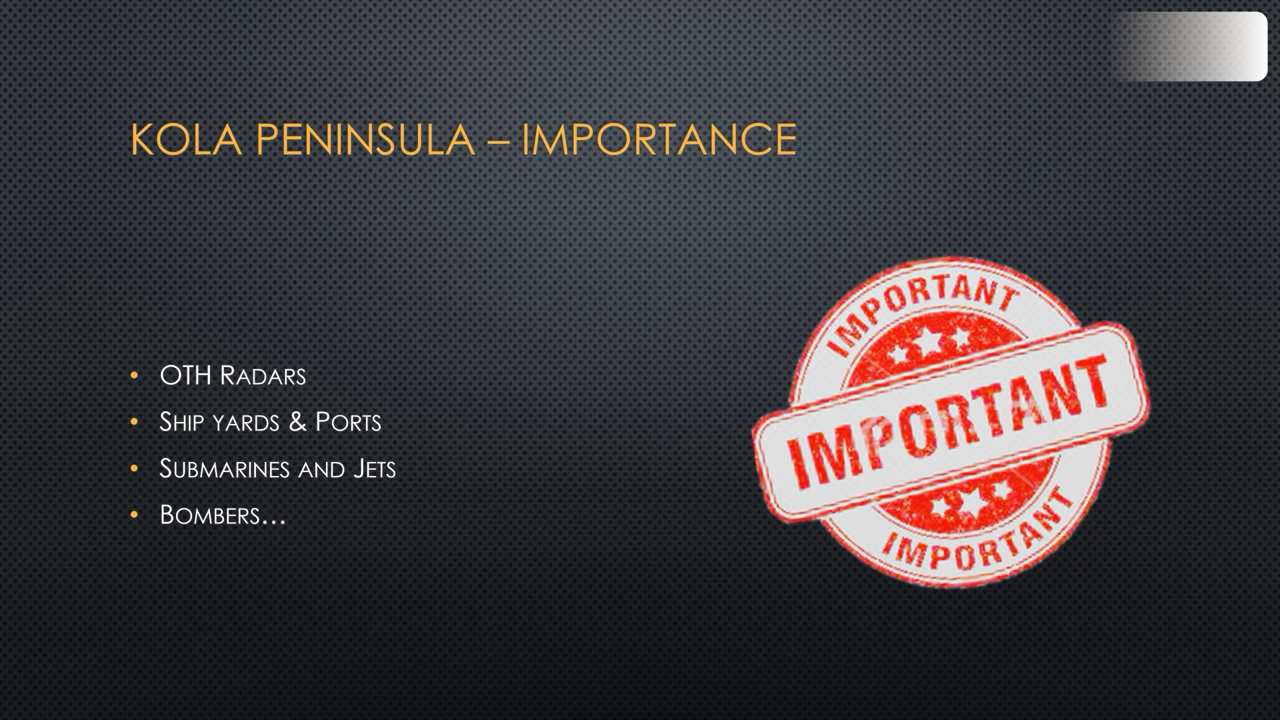 KOLA PENINSULA – IMPORTANCE
• OTH RADARS
• SHIP YARDS & PORTS
• SUBMARINES AND JETS
• BOMBERS…
IMPORTANT
IMPORTANT
IMPORTANT